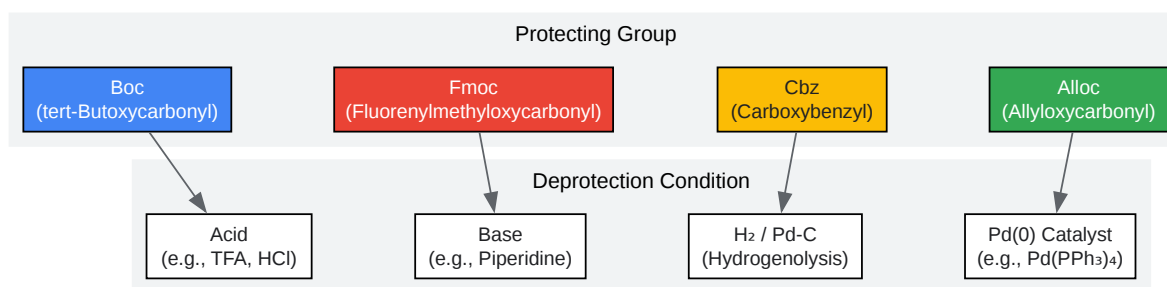 Protecting Group
Boc
(tert-Butoxycarbonyl)
Fmoc
(Fluorenylmethyloxycarbonyl)
Cbz
(Carboxybenzyl)
Alloc
(Allyloxycarbonyl)
Deprotection Condition
Acid
(e.g., TFA, HCl)
Base
(e.g., Piperidine)
H₂ / Pd-C
(Hydrogenolysis)
Pd(0) Catalyst
(e.g., Pd(PPh₃)₄)